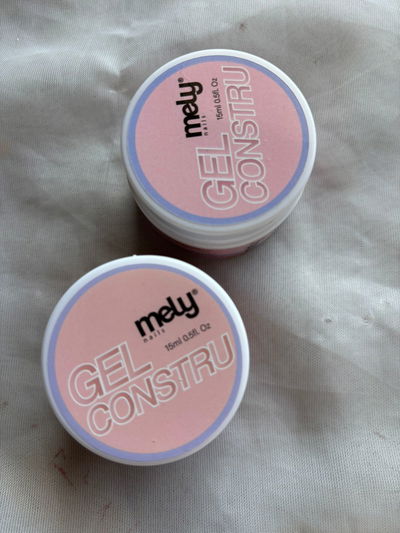 mely®
nails
15ml 0.5fl. Oz
GEL
CONSTRU
mely®
nails
15ml 0.5fl. Oz
GEL
CONSTRU